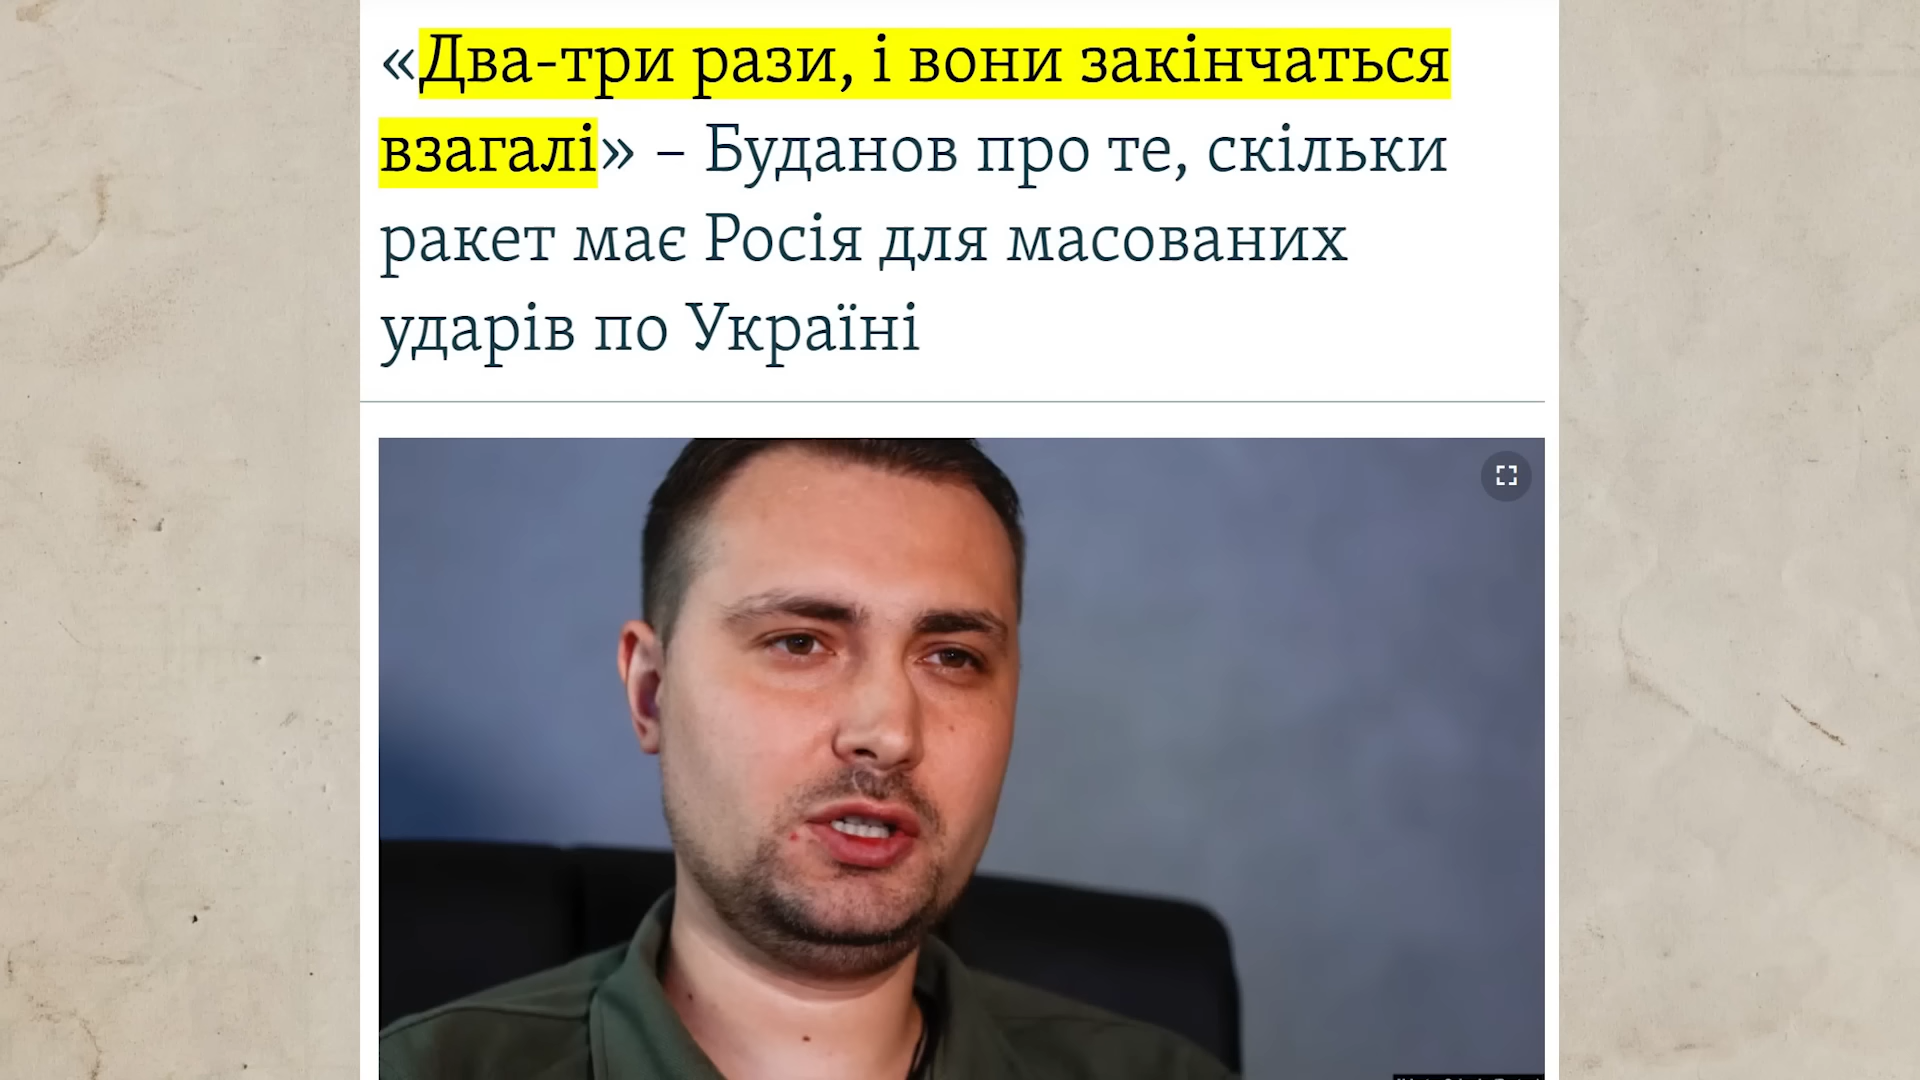 «Два-три рази, і вони закінчаться
взагалі» – Буданов про те, скільки
ракет має Росія для масованих
ударів по Україні